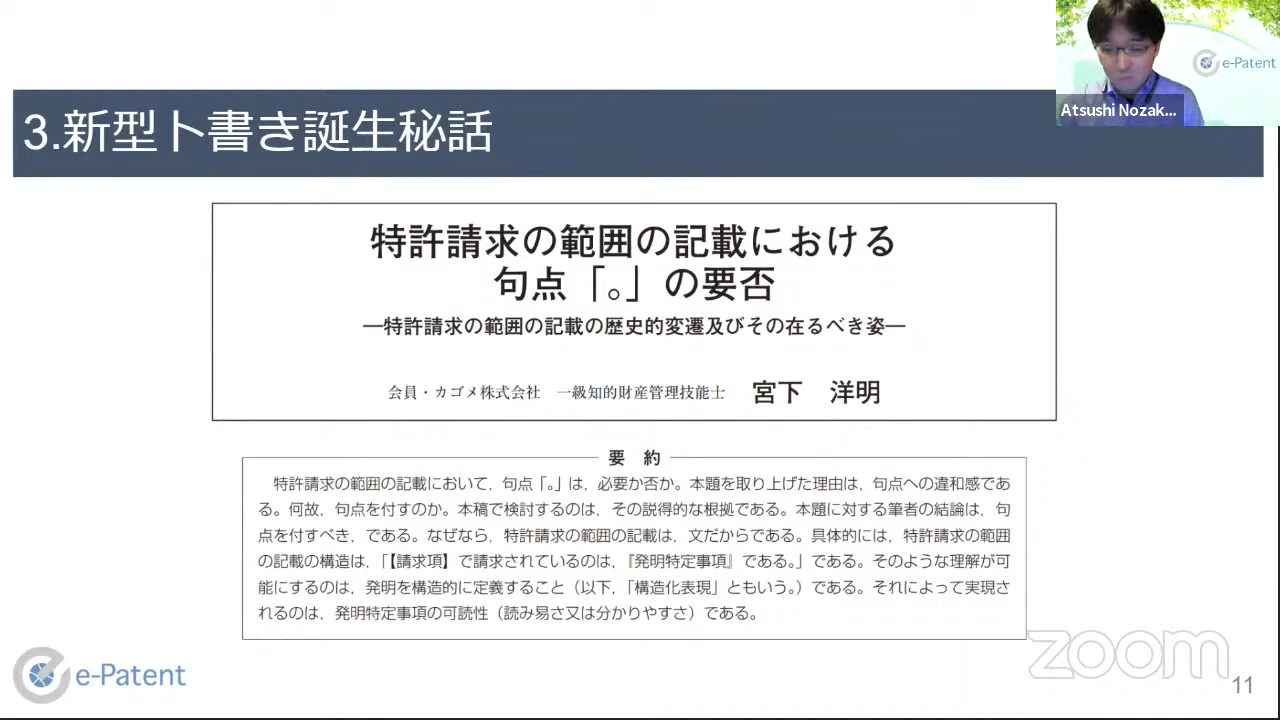 e-Patent
Atsushi Nozak...
3.新型ト書き誕生秘話
特許請求の範囲の記載における
句点「。」の要否
―特許請求の範囲の記載の歴史的変遷及びその在るべき姿―
会員・カゴメ株式会社　一級知的財産管理技能士　宮下　洋明
要　約
特許請求の範囲の記載において，句点「。」は，必要か否か。本題を取り上げた理由は，句点への違和感であ
る。何故，句点を付すのか。本稿で検討するのは，その説得的な根拠である。本題に対する筆者の結論は，句
点を付すべき，である。なぜなら，特許請求の範囲の記載は，文だからである。具体的には，特許請求の範囲
の記載の構造は，「【請求項】で請求されているのは，『発明特定事項』である。」である。そのような理解が可
能にするのは，発明を構造的に定義すること（以下，「構造化表現」ともいう。）である。それによって実現さ
れるのは，発明特定事項の可読性（読み易さ又は分かりやすさ）である。
e-Patent
zoom
11